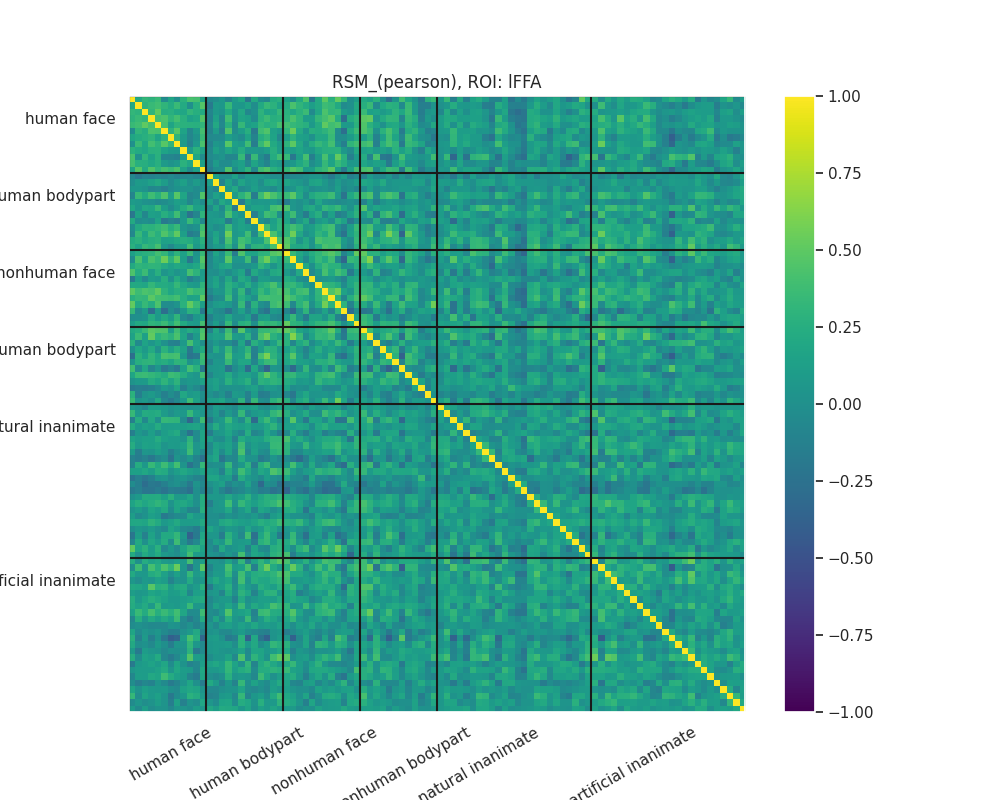 RSM_(pearson), ROI: lFFA
human face
uman bodypart
nonhuman face
uman bodypart
tural inanimate
ficial inanimate
human face
human bodypart
nonhuman face
onhuman bodypart
natural inanimate
artificial inanimate
1.00
0.75
0.50
0.25
0.00
−0.25
−0.50
−0.75
−1.00